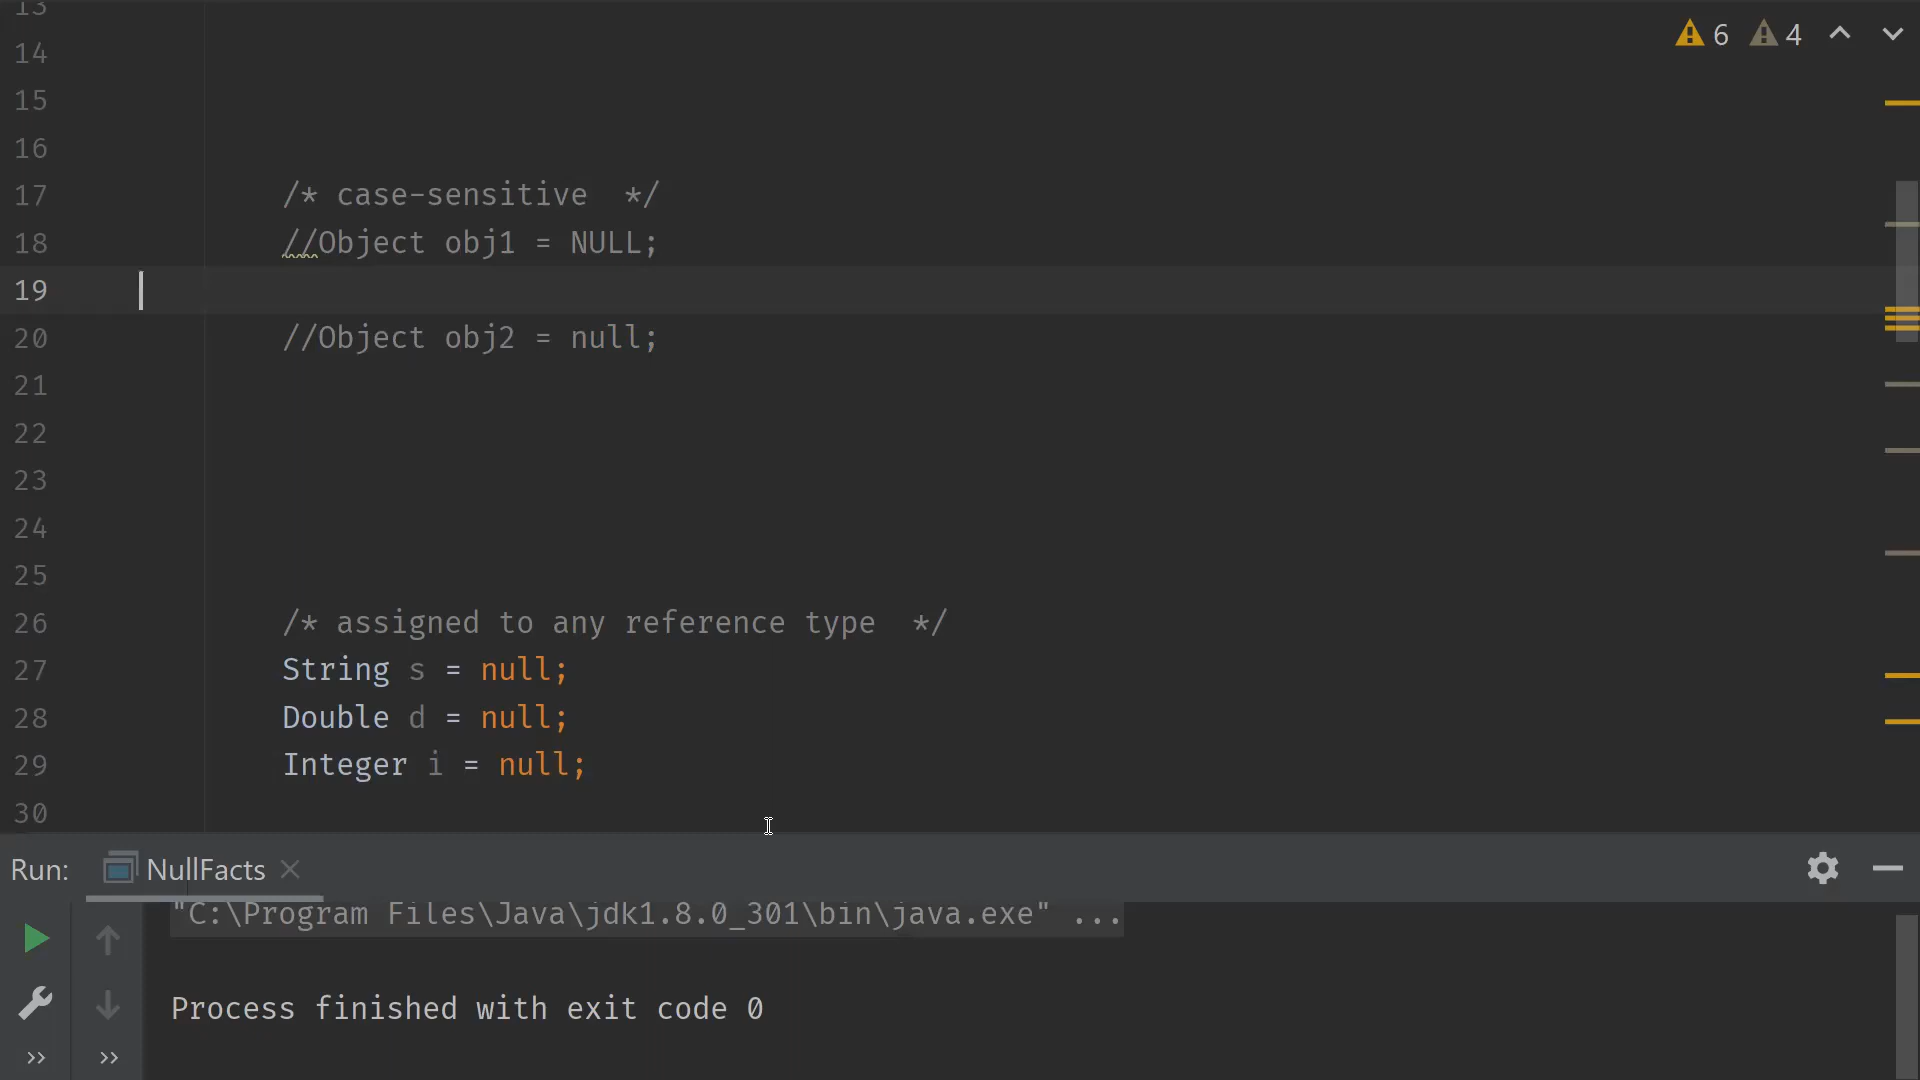 13
14
6 4
15
16
17 /* case-sensitive */
18 //Object obj1 = NULL;
19
20 //Object obj2 = null;
21
22
23
24
25
26 /* assigned to any reference type */
27 String s = null;
28 Double d = null;
29 Integer i = null;
30
Run: NullFacts
"C:\Program Files\Java\jdk1.8.0_301\bin\java.exe" ...
Process finished with exit code 0